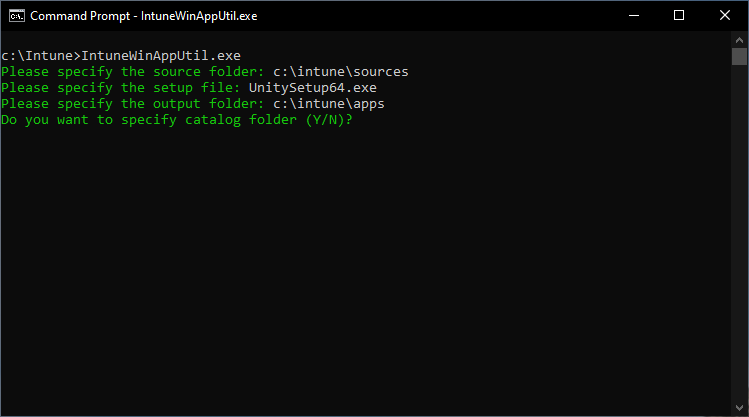 Command Prompt - IntuneWinAppUtil.exe
c:\Intune>IntuneWinAppUtil.exe
Please specify the source folder: c:\intune\sources
Please specify the setup file: UnitySetup64.exe
Please specify the output folder: c:\intune\apps
Do you want to specify catalog folder (Y/N)?